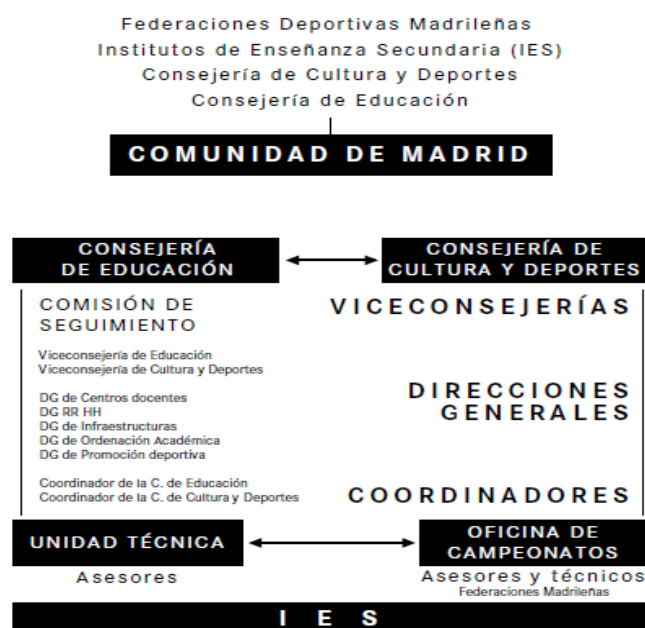 Federaciones Deportivas Madrileñas
Institutos de Enseñanza Secundaria (IES)
Consejería de Cultura y Deportes
Consejería de Educación
COMUNIDAD DE MADRID
CONSEJERÍA
DE EDUCACIÓN
CONSEJERÍA DE
CULTURA Y DEPORTES
COMISIÓN DE
SEGUIMIENTO
VICECONSEJERÍAS
Viceconsejería de Educación
Viceconsejería de Cultura y Deportes
DG de Centros docentes
DG RR HH
DG de Infraestructuras
DG de Ordenación Académica
DG de Promoción deportiva
DIRECCIONES
GENERALES
Coordinador de la C. de Educación
Coordinador de la C. de Cultura y Deportes
COORDINADORES
UNIDAD TÉCNICA
OFICINA DE
CAMPEONATOS
Asesores
Asesores y técnicos
Federaciones Madrileñas
I E S